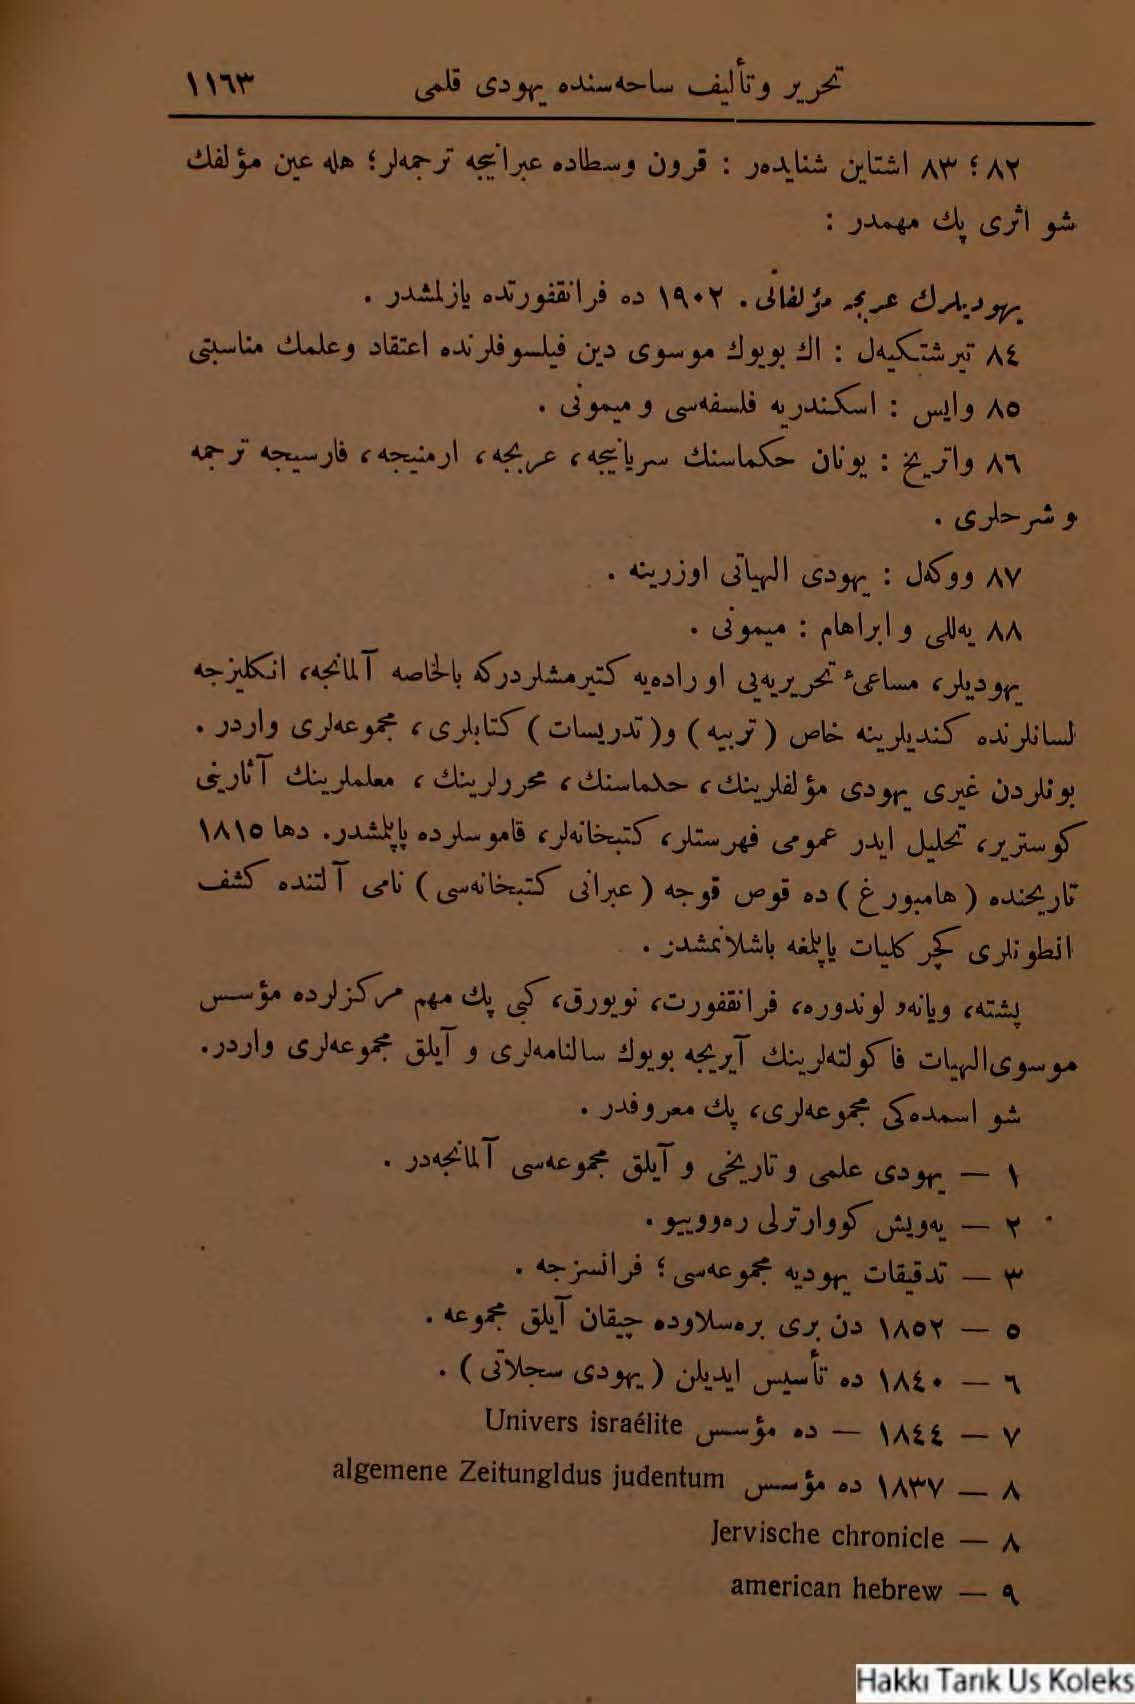 تحریر و تألیف ساحه‌سنده یهودی قلمی ١١٦٣
٨٢ ؛ ٨٣ اشتاین شنایده‌ر : قرون وسطاده عبرانیجه ترجمه‌لر ؛ هله عین مؤلفك
شو اثری پك مهمدر :
یهودیلرك عربجه مؤلفاتی . ١٩٠٢ ده فرانقفورتده یازلمشدر .
٨٤ تیرشتکیه‌ل : اك بویوك موسوی دین فیلسوفلرنده اعتقاد و علمك مناسبتی
٨٥ وایس : اسکندریه فلسفه‌سی و میمونی .
٨٦ واتریخ : یونان حکماسنك سریانیجه، عربجه، ارمنیجه، فارسیجه ترجمه
و شرحلری .
٨٧ ووکه‌ل : یهودی الهیاتی اوزرینه .
٨٨ یه‌للی و ابراهام : میمونی .
یهودیلر، مساعیٔ تحریریه‌یی او راده‌یه کتیرمشلردرکه بالخاصه آلمانجه، انکلیزجه
لسانلرنده کندیلرینه خاص ( تربیه ) و( تدریسات ) کتابلری، مجموعه‌لری واردر .
بونلردن غیری یهودی مؤلفلرینك، حکماسنك، محررلرینك، معلملرینك آثارینی
کوستریر، تحلیل ایدر عمومی فهرستلر، کتبخانه‌لر، قاموسلرده یاپلمشدر. دها ١٨١٥
تاریخنده ( هامبورغ ) ده قوص قوجه ( عبرانی کتبخانه‌سی ) نامی آلتنده کشف
الظونلری کچر کلیات یاپلمغه باشلانمشدر .
پشته، ویانه‌و لوندوره، فرانقفورت، نویورق، کبی پك مهم مرکزلرده مؤسس
موسوی‌الهیات فاکولته‌لرینك آیریجه بویوك سالنامه‌لری و آیلق مجموعه‌لری واردر.
شو اسمده‌کی مجموعه‌لری، پك معروفدر .
١ — یهودی علمی و تاریخی و آیلق مجموعه‌سی آلمانجه‌در .
٢ — یه‌ویش کووارترلی ره‌وویو .
٣ — تدقیقات یهودیه مجموعه‌سی ؛ فرانسزجه .
٥ — ١٨٥٢ دن بری بره‌سلاوده چیقان آیلق مجموعه .
٦ — ١٨٤٠ ده تأسیس ایدیلن ( یهودی سجلاتی ) .
٧ — ١٨٤٤ — ده مؤسس Univers israélite
٨ — ١٨٣٧ ده مؤسس algemene Zeitungldus judentum
٨ — Jervische chronicle
٩ — american hebrew
Hakkı Tarık Us Koleks